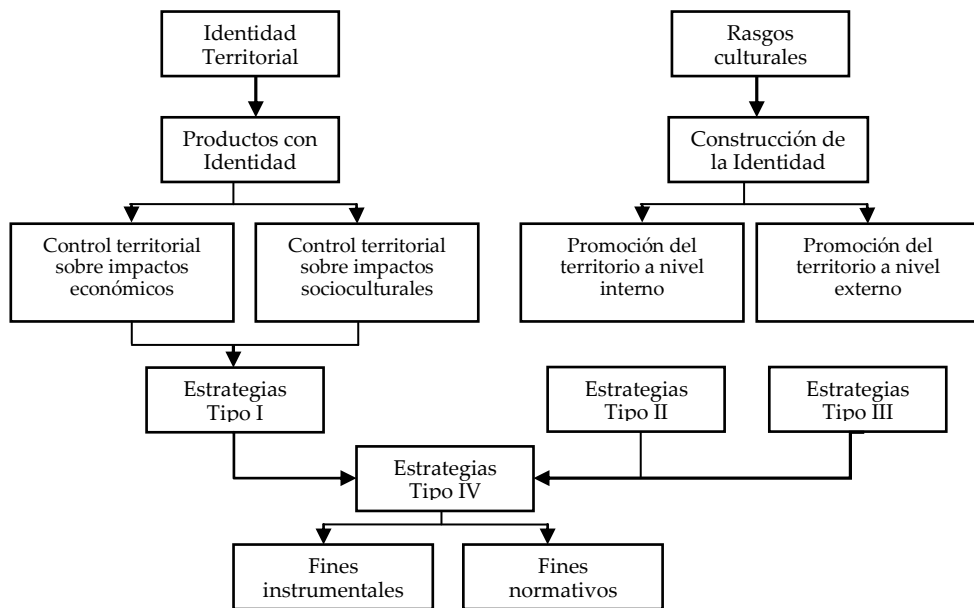 Identidad
Territorial
Rasgos
culturales
Productos con
Identidad
Construcción de
la Identidad
Control territorial
sobre impactos
económicos
Control territorial
sobre impactos
socioculturales
Promoción del
territorio a nivel
interno
Promoción del
territorio a nivel
externo
Estrategias
Tipo I
Estrategias
Tipo II
Estrategias
Tipo III
Estrategias
Tipo IV
Fines
instrumentales
Fines
normativos